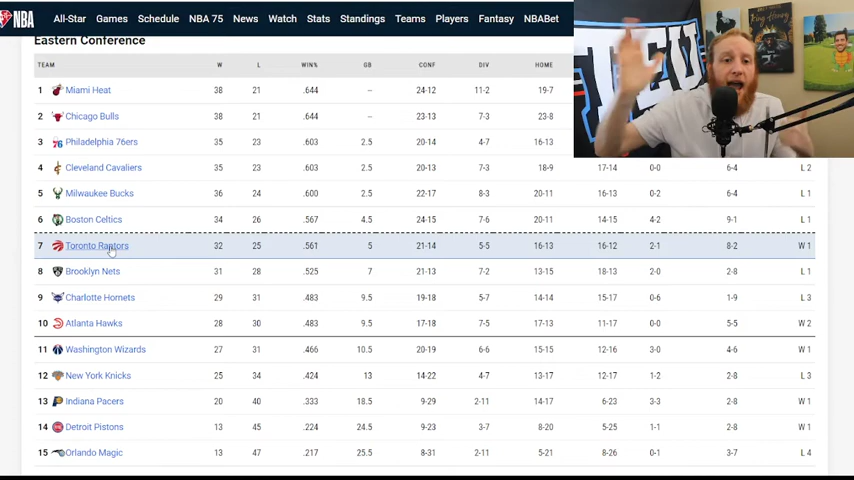 NBA All-Star Games Schedule NBA 75 News Watch Stats Scores Standings Teams Players Fantasy NBABet
Eastern Conference
TEAM W L WIN% GB CONF DIV HOME
1 Miami Heat 38 21 .644 – 24-12 11-2 19-7
2 Chicago Bulls 38 21 .644 – 23-13 7-3 23-8
3 Philadelphia 76ers 35 23 .603 2.5 20-14 4-7 16-13
4 Cleveland Cavaliers 35 23 .603 2.5 20-13 7-3 18-9 17-14 0-0 6-4 L 2
5 Milwaukee Bucks 36 24 .600 2.5 22-17 8-3 20-11 16-13 0-2 6-4 L 1
6 Boston Celtics 34 26 .567 4.5 24-15 7-6 20-11 14-15 4-2 9-1 L 1
7 Toronto Raptors 32 25 .561 5 21-14 5-5 16-13 16-12 2-1 8-2 W 1
8 Brooklyn Nets 31 28 .525 7 21-13 7-2 13-15 18-13 2-0 2-8 L 1
9 Charlotte Hornets 29 31 .483 9.5 19-18 5-7 14-14 15-17 0-6 1-9 L 3
10 Atlanta Hawks 28 30 .483 9.5 17-18 7-5 17-13 11-17 0-0 5-5 W 2
11 Washington Wizards 27 31 .466 10.5 20-19 6-6 15-15 12-16 3-0 4-6 W 1
12 New York Knicks 25 34 .424 13 14-22 4-7 13-17 12-17 1-2 2-8 L 3
13 Indiana Pacers 20 40 .333 18.5 9-29 2-11 14-17 6-23 3-3 2-8 W 1
14 Detroit Pistons 13 45 .224 24.5 9-23 3-7 8-20 5-25 1-1 2-8 W 1
15 Orlando Magic 13 47 .217 25.5 8-31 2-11 5-21 8-26 0-1 3-7 L 4